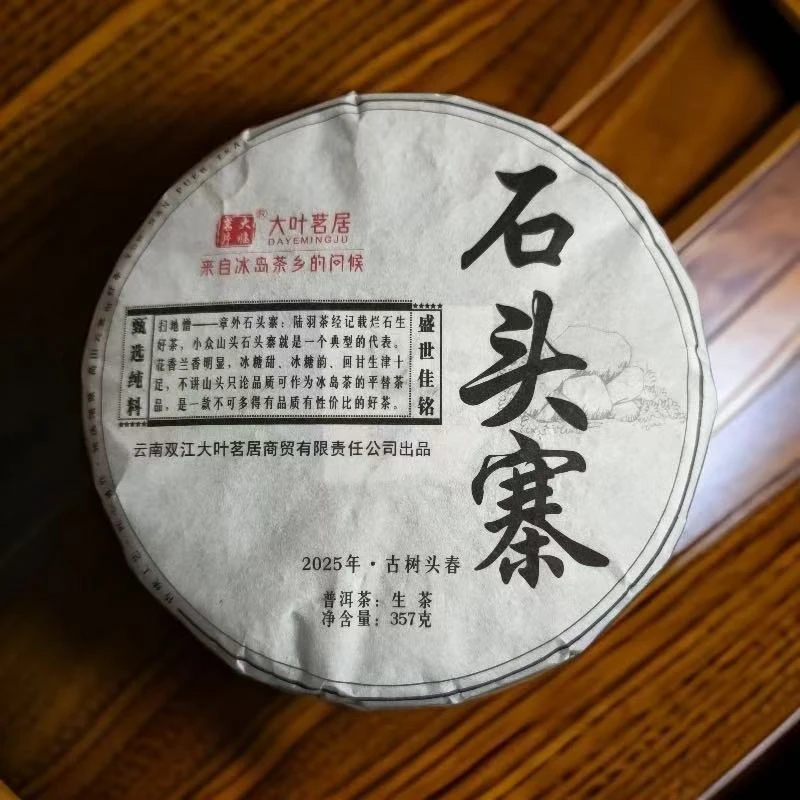 大叶茗居
DAYEMINGJU
来自冰岛茶乡的问候
石头寨
甄选纯料
扫地僧——章外石头寨：陆羽茶经记载烂石生
好茶，小众山头石头寨就是一个典型的代表。
花香兰香明显，冰糖甜、冰糖韵、回甘生津十
足，不讲山头只论品质可作为冰岛茶的平替茶
品，是一款不可多得有品质有性价比的好茶。
盛世佳铭
云南双江大叶茗居商贸有限责任公司出品
2025年·古树头春
普洱茶：生 茶
净含量：357克